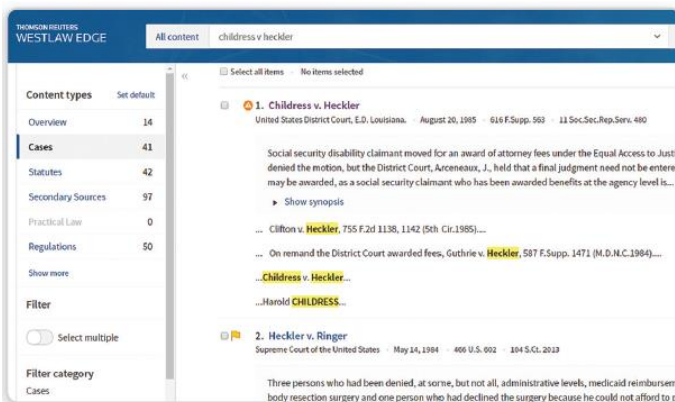 THOMSON REUTERS
WESTLAW EDGE
All content
childress v heckler
Content types Set default
Overview 14
Cases 41
Statutes 42
Secondary Sources 97
Practical Law 0
Regulations 50
Show more
Filter
Select multiple
Filter category
Cases
Select all items No items selected
1. Childress v. Heckler
United States District Court, E.D. Louisiana. August 20, 1985 616 F.Supp. 563 11 Soc.Sec.Rep.Serv. 480
Social security disability claimant moved for an award of attorney fees under the Equal Access to Justi
denied the motion, but the District Court, Arceneaux, J., held that a final judgment need not be entere
may be awarded, as a social security claimant who has been awarded benefits at the agency level is...
Show synopsis
... Clifton v. Heckler, 755 F.2d 1138, 1142 (5th Cir.1985)....
... On remand the District Court awarded fees, Guthrie v. Heckler, 587 F.Supp. 1471 (M.D.N.C.1984)....
...Childress v. Heckler...
...Harold CHILDRESS...
2. Heckler v. Ringer
Supreme Court of the United States May 14, 1984 466 U.S. 602 104 S.Ct. 2013
Three persons who had been denied, at some, but not all, administrative levels, medicaid reimbursem
body resection surgery and one person who had declined the surgery because he could not afford to p